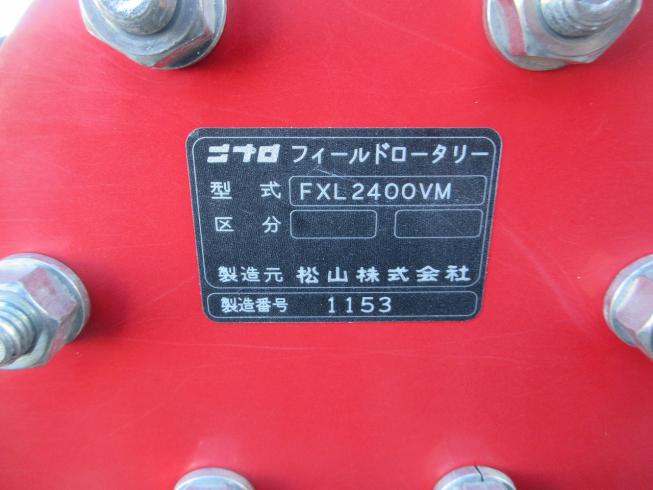 ニプロ フィールドロータリー
型式 FXL2400VM
区分
製造元 松山株式会社
製造番号 1153